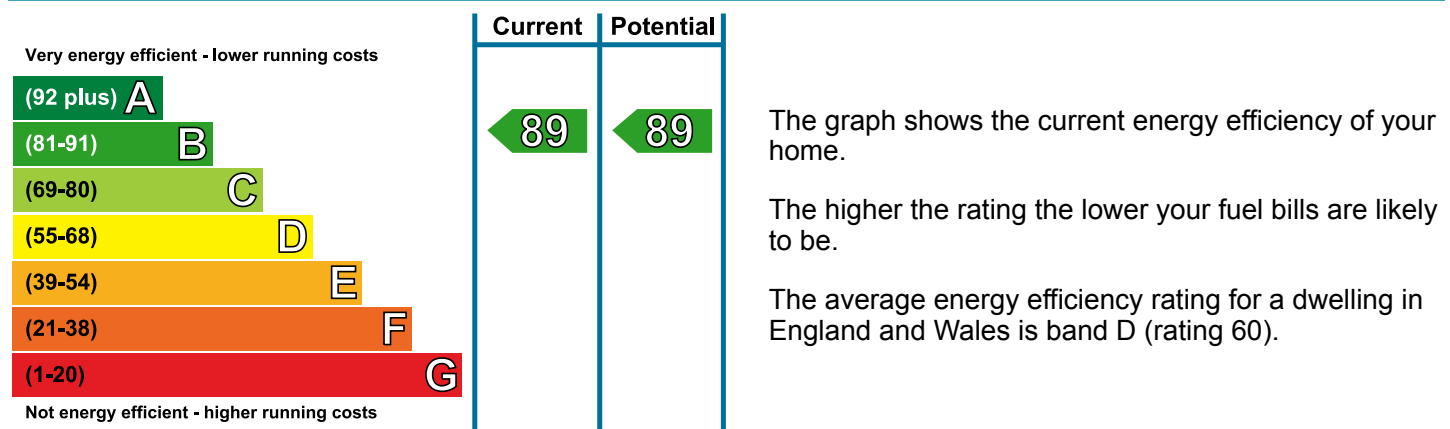 Current Potential
Very energy efficient - lower running costs
(92 plus) A
(81-91) B
(69-80) C
(55-68) D
(39-54) E
(21-38) F
(1-20) G
Not energy efficient - higher running costs
89 89
The graph shows the current energy efficiency of your
home.
The higher the rating the lower your fuel bills are likely
to be.
The average energy efficiency rating for a dwelling in
England and Wales is band D (rating 60).